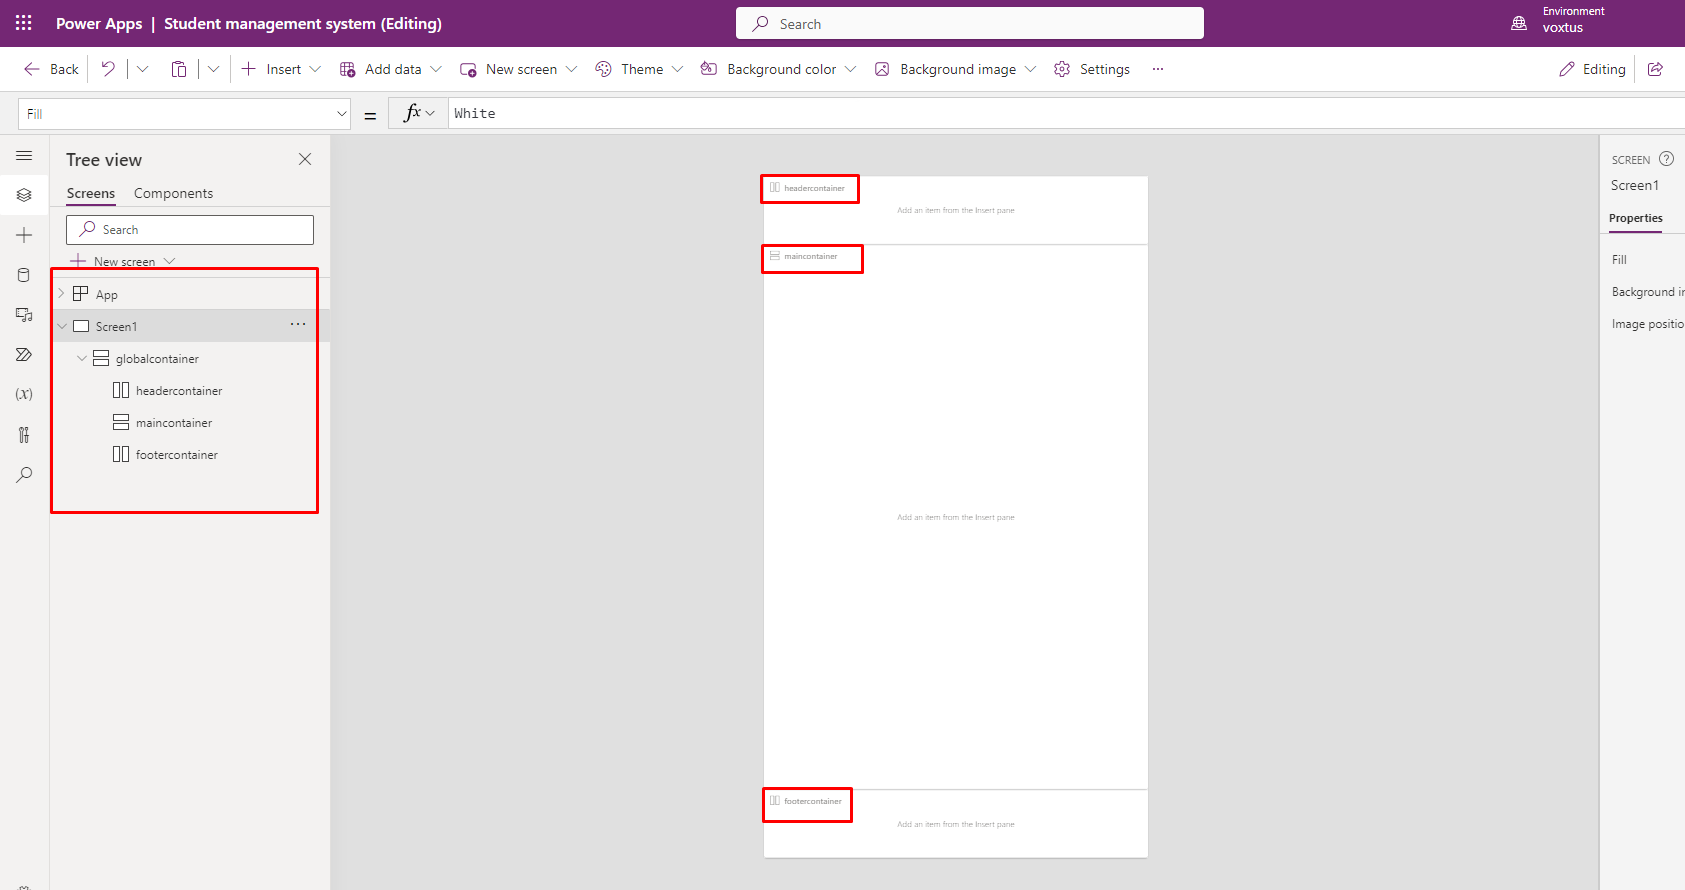 Power Apps | Student management system (Editing)
Search
Environment
voxtus
Back
Insert
Add data
New screen
Theme
Background color
Background image
Settings
...
Editing
Fill
=
fx
White
Tree view
Screens
Components
Search
New screen
App
Screen1
...
globalcontainer
headercontainer
maincontainer
footercontainer
(x)
headercontainer
Add an item from the Insert pane
maincontainer
Add an item from the Insert pane
footercontainer
Add an item from the Insert pane
SCREEN ?
Screen1
Properties
Fill
Background
Image positio